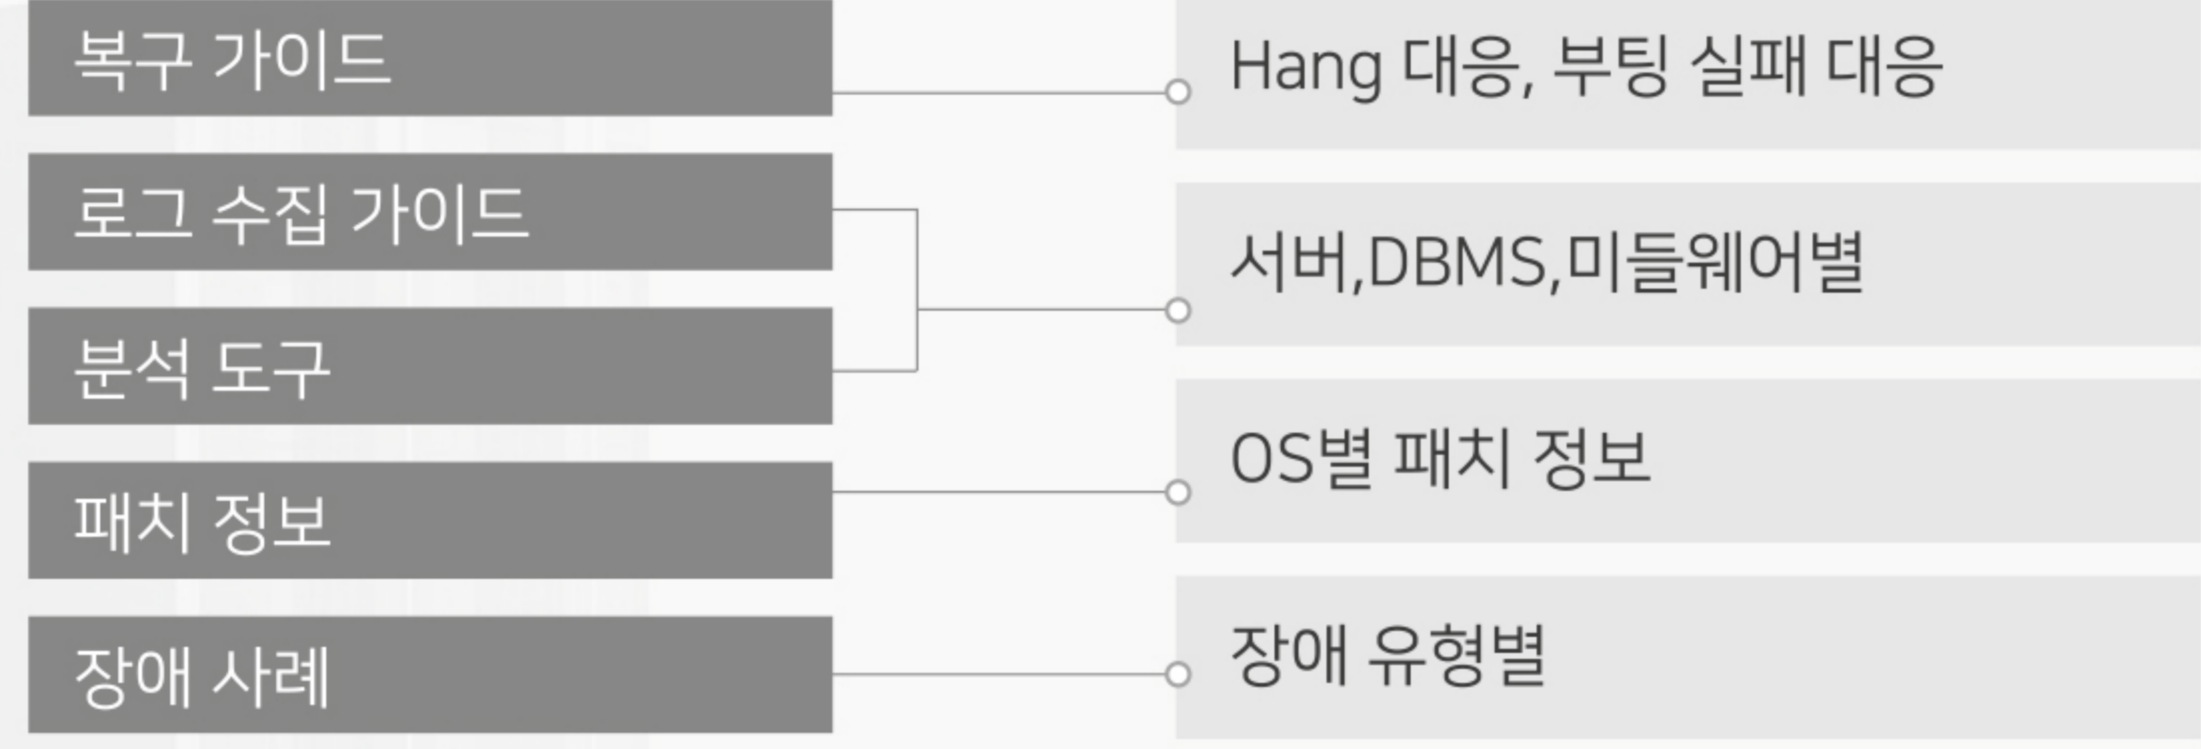 복구 가이드
Hang 대응, 부팅 실패 대응
로그 수집 가이드
분석 도구
서버,DBMS,미들웨어별
패치 정보
OS별 패치 정보
장애 사례
장애 유형별